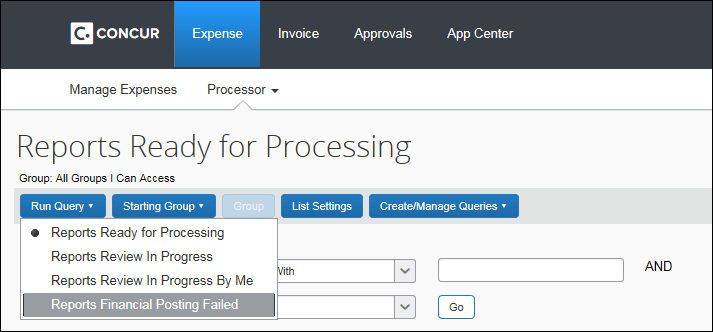 C. CONCUR Expense Invoice Approvals App Center
Manage Expenses Processor
Reports Ready for Processing
Group: All Groups I Can Access
Run Query Starting Group Group List Settings Create/Manage Queries
Reports Ready for Processing
Reports Review In Progress
With AND
Reports Review In Progress By Me
Reports Financial Posting Failed
Go